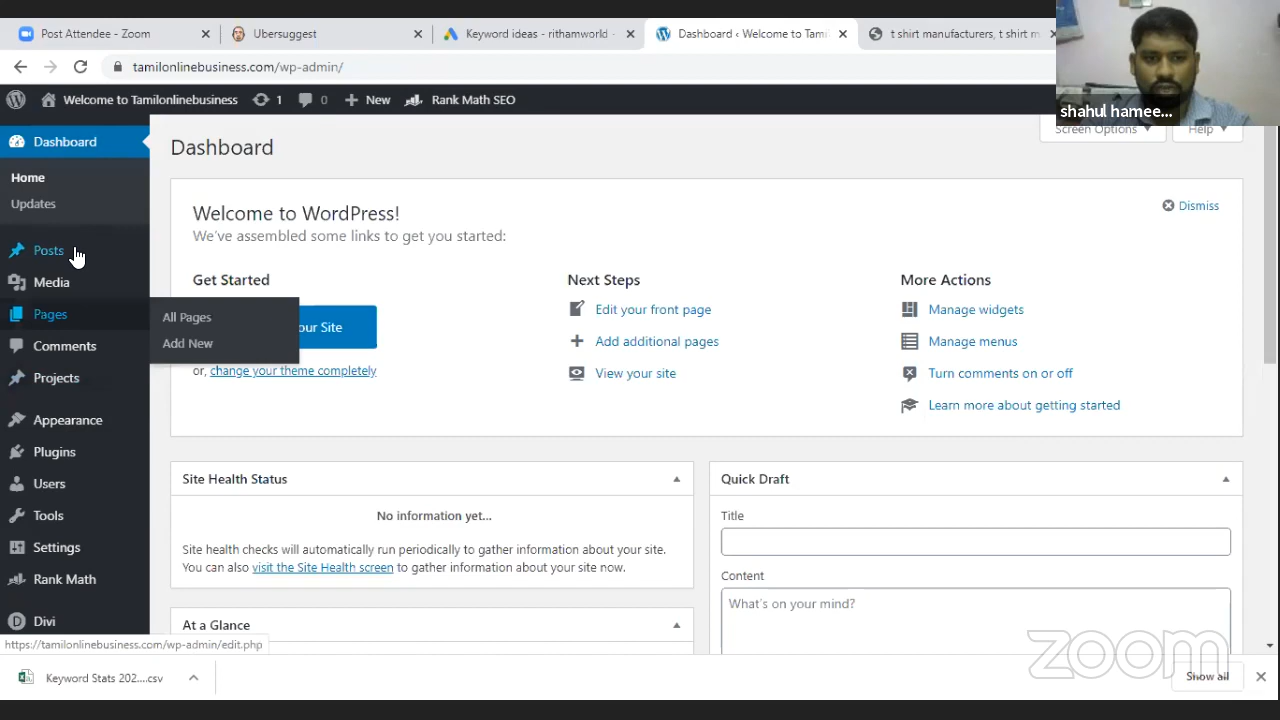 Post Attendee - Zoom
Ubersuggest
Keyword ideas - rithamworld -
Dashboard ‹ Welcome to Tamil
t shirt manufacturers, t shirt m
tamilonlinebusiness.com/wp-admin/
Welcome to Tamilonlinebusiness
1
0
New
Rank Math SEO
shahul hamee...
Dashboard
Home
Updates
Posts
Media
Pages
All Pages
Add New
Comments
Projects
Appearance
Plugins
Users
Tools
Settings
Rank Math
Divi
Dashboard
Screen Options
Help
Welcome to WordPress!
We've assembled some links to get you started:
Dismiss
Get Started
our Site
or, change your theme completely
Next Steps
Edit your front page
Add additional pages
View your site
More Actions
Manage widgets
Manage menus
Turn comments on or off
Learn more about getting started
Site Health Status
No information yet...
Site health checks will automatically run periodically to gather information about your site.
You can also visit the Site Health screen to gather information about your site now.
At a Glance
Quick Draft
Title
Content
What's on your mind?
https://tamilonlinebusiness.com/wp-admin/edit.php
Keyword Stats 202....csv
zoom
Show all